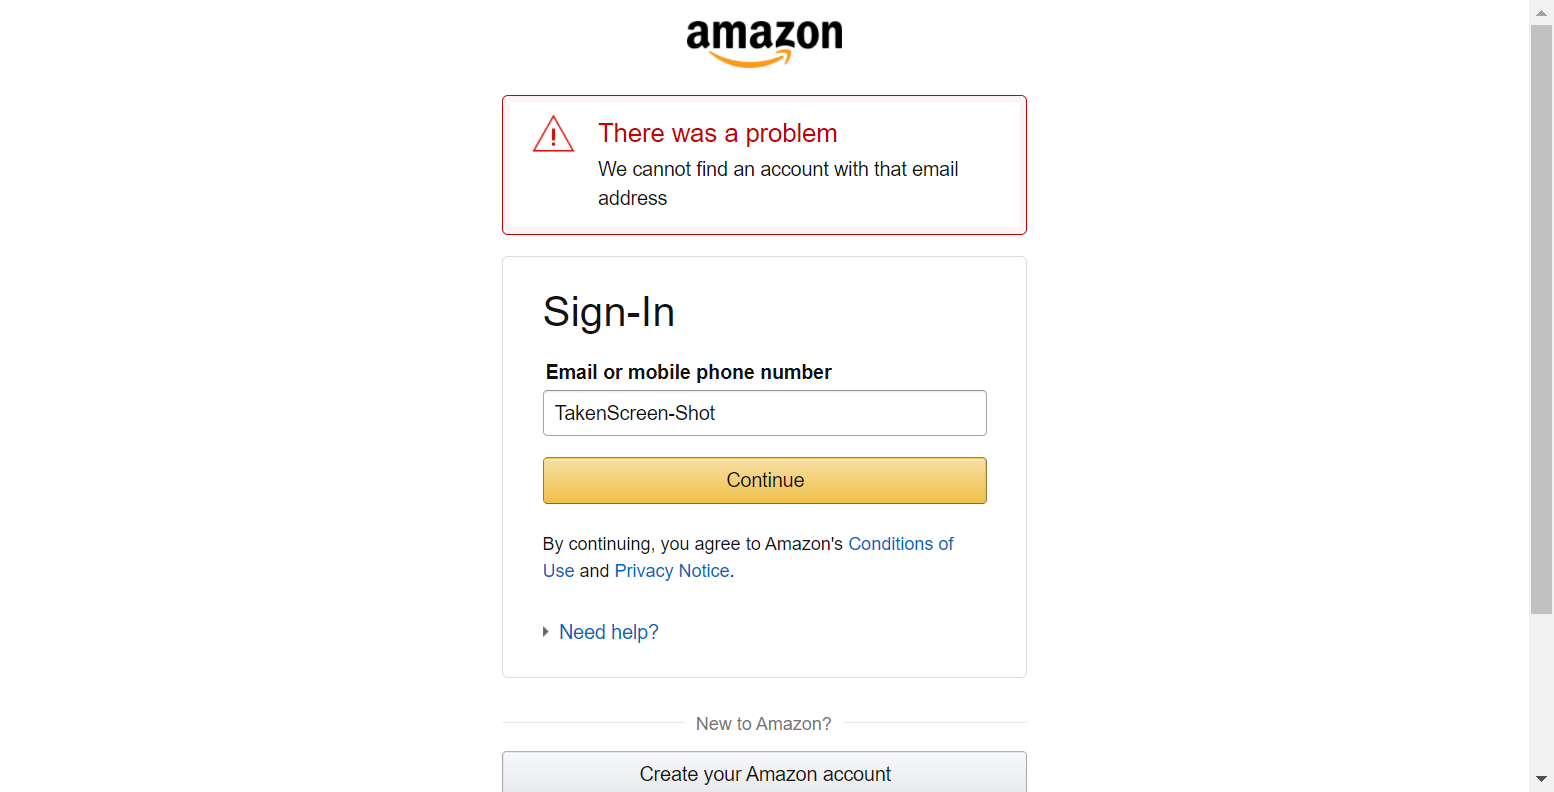 amazon
There was a problem
We cannot find an account with that email
address
Sign-In
Email or mobile phone number
TakenScreen-Shot
Continue
By continuing, you agree to Amazon's Conditions of
Use and Privacy Notice.
Need help?
New to Amazon?
Create your Amazon account